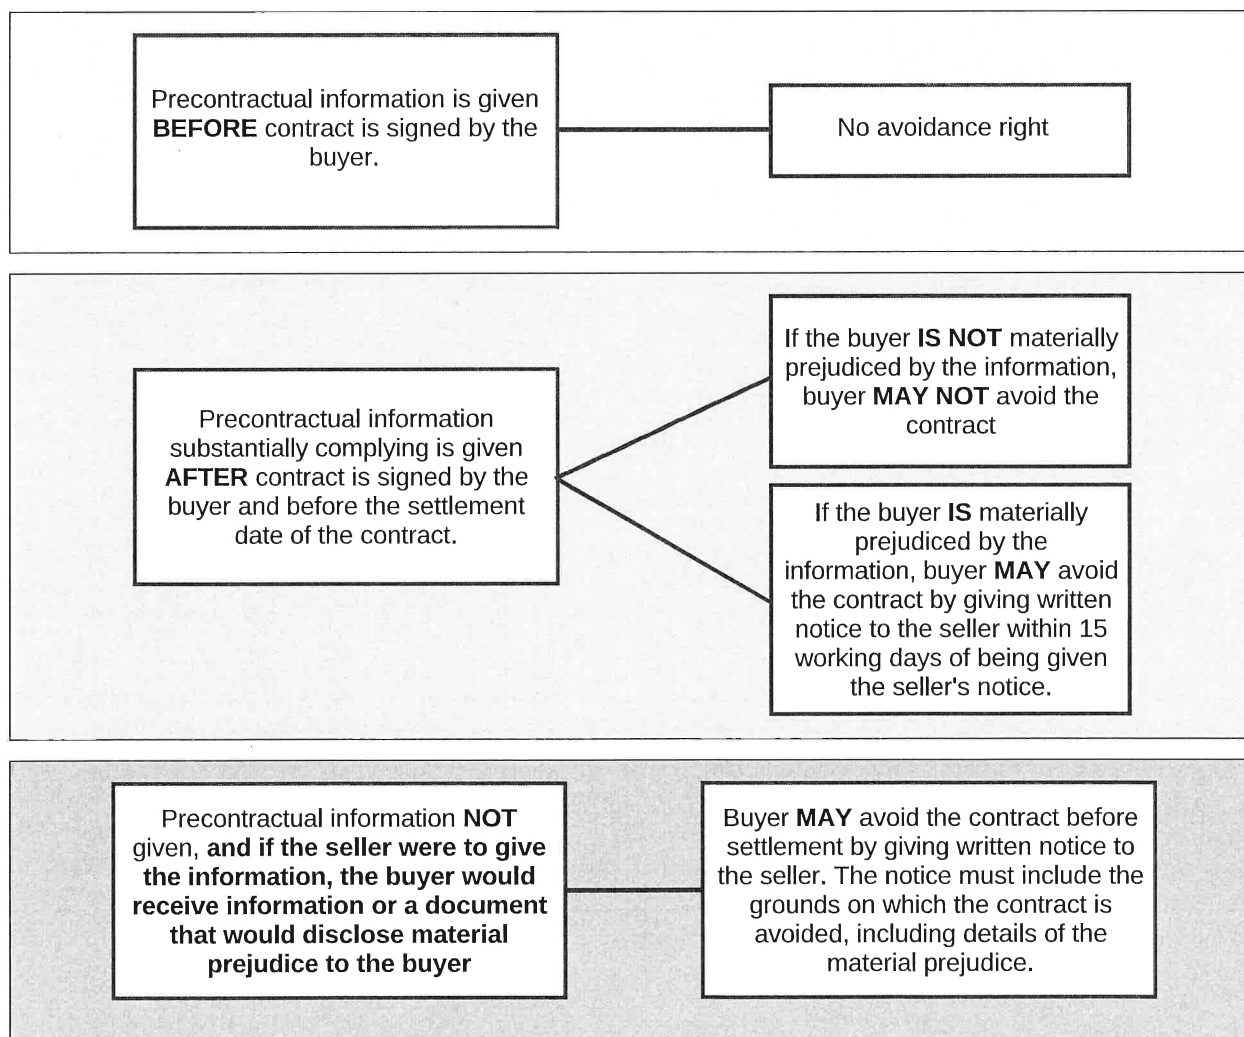 Precontractual information is given
BEFORE contract is signed by the
buyer.
No avoidance right
Precontractual information
substantially complying is given
AFTER contract is signed by the
buyer and before the settlement
date of the contract.
If the buyer IS NOT materially
prejudiced by the information,
buyer MAY NOT avoid the
contract
If the buyer IS materially
prejudiced by the
information, buyer MAY avoid
the contract by giving written
notice to the seller within 15
working days of being given
the seller's notice.
Precontractual information NOT
given, and if the seller were to give
the information, the buyer would
receive information or a document
that would disclose material
prejudice to the buyer
Buyer MAY avoid the contract before
settlement by giving written notice to
the seller. The notice must include the
grounds on which the contract is
avoided, including details of the
material prejudice.